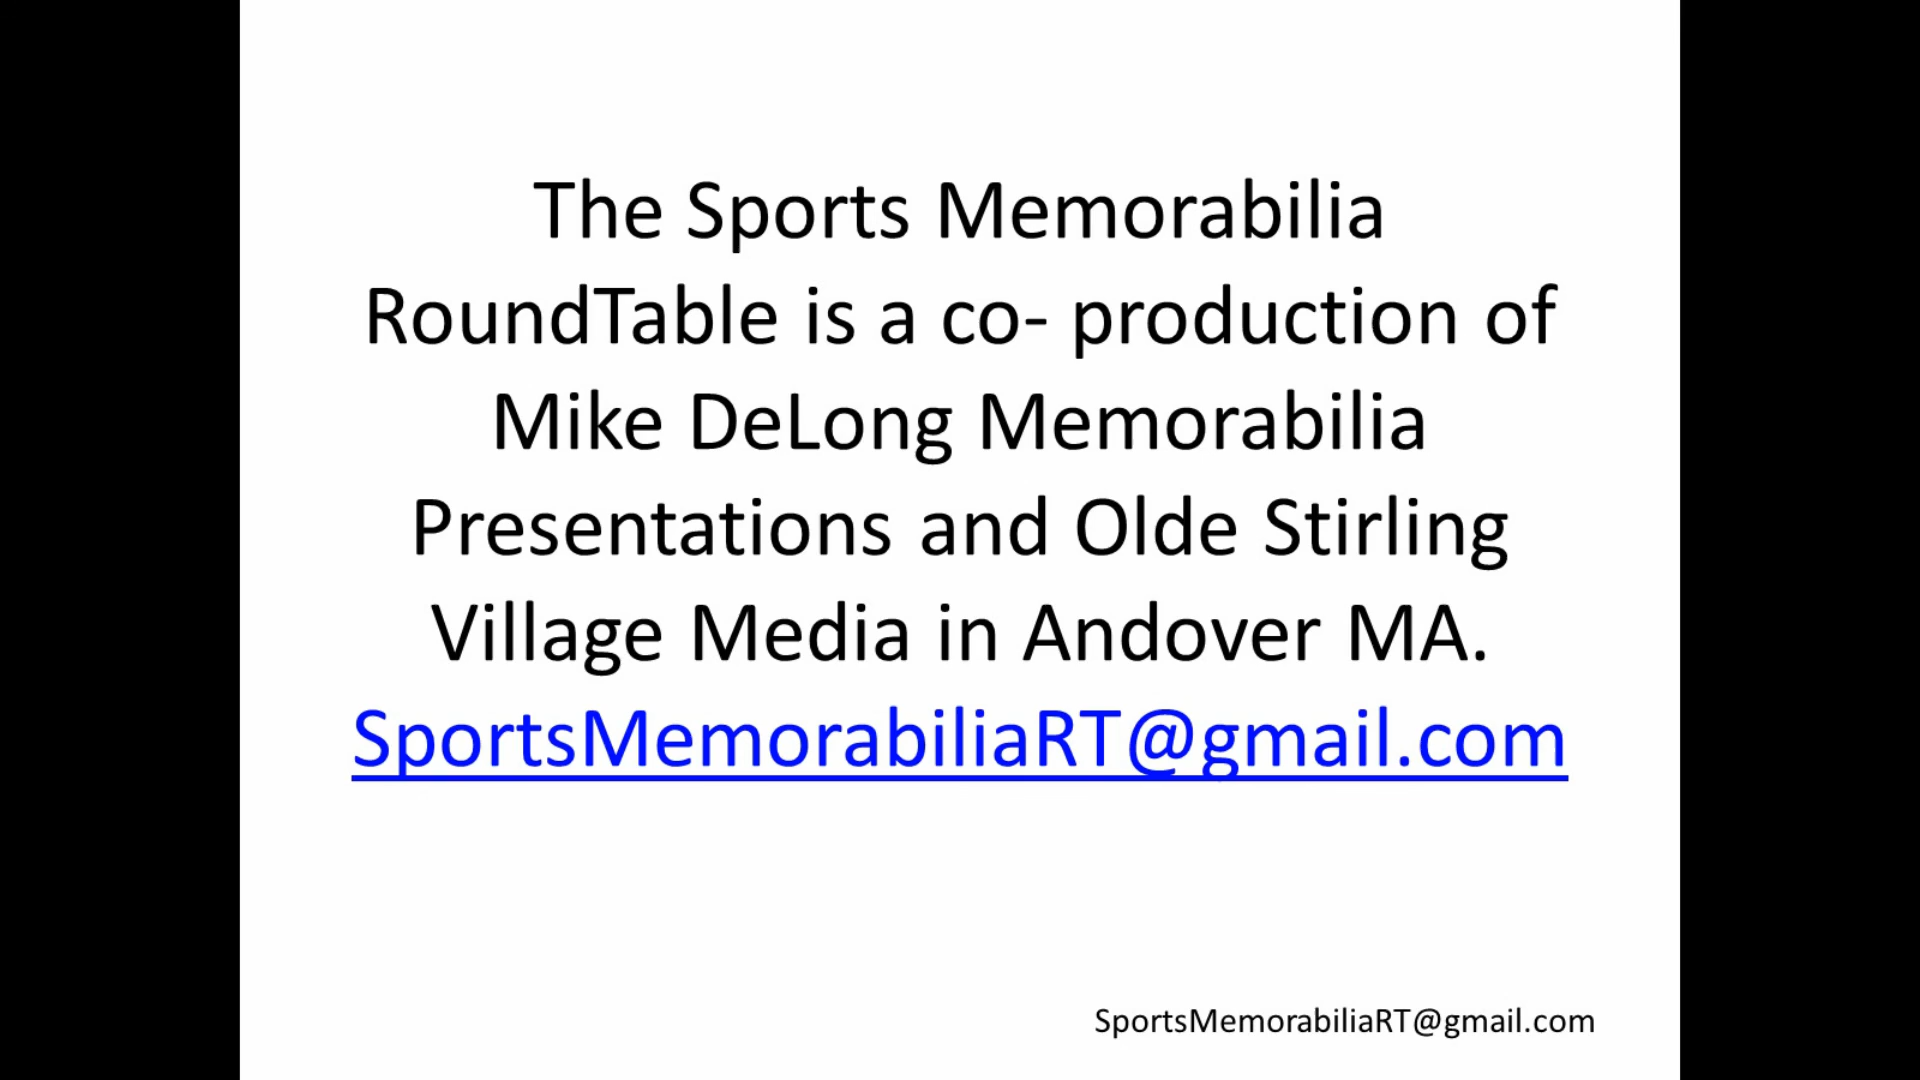 The Sports Memorabilia
RoundTable is a co- production of
Mike DeLong Memorabilia
Presentations and Olde Stirling
Village Media in Andover MA.
SportsMemorabiliaRT@gmail.com
SportsMemorabiliaRT@gmail.com